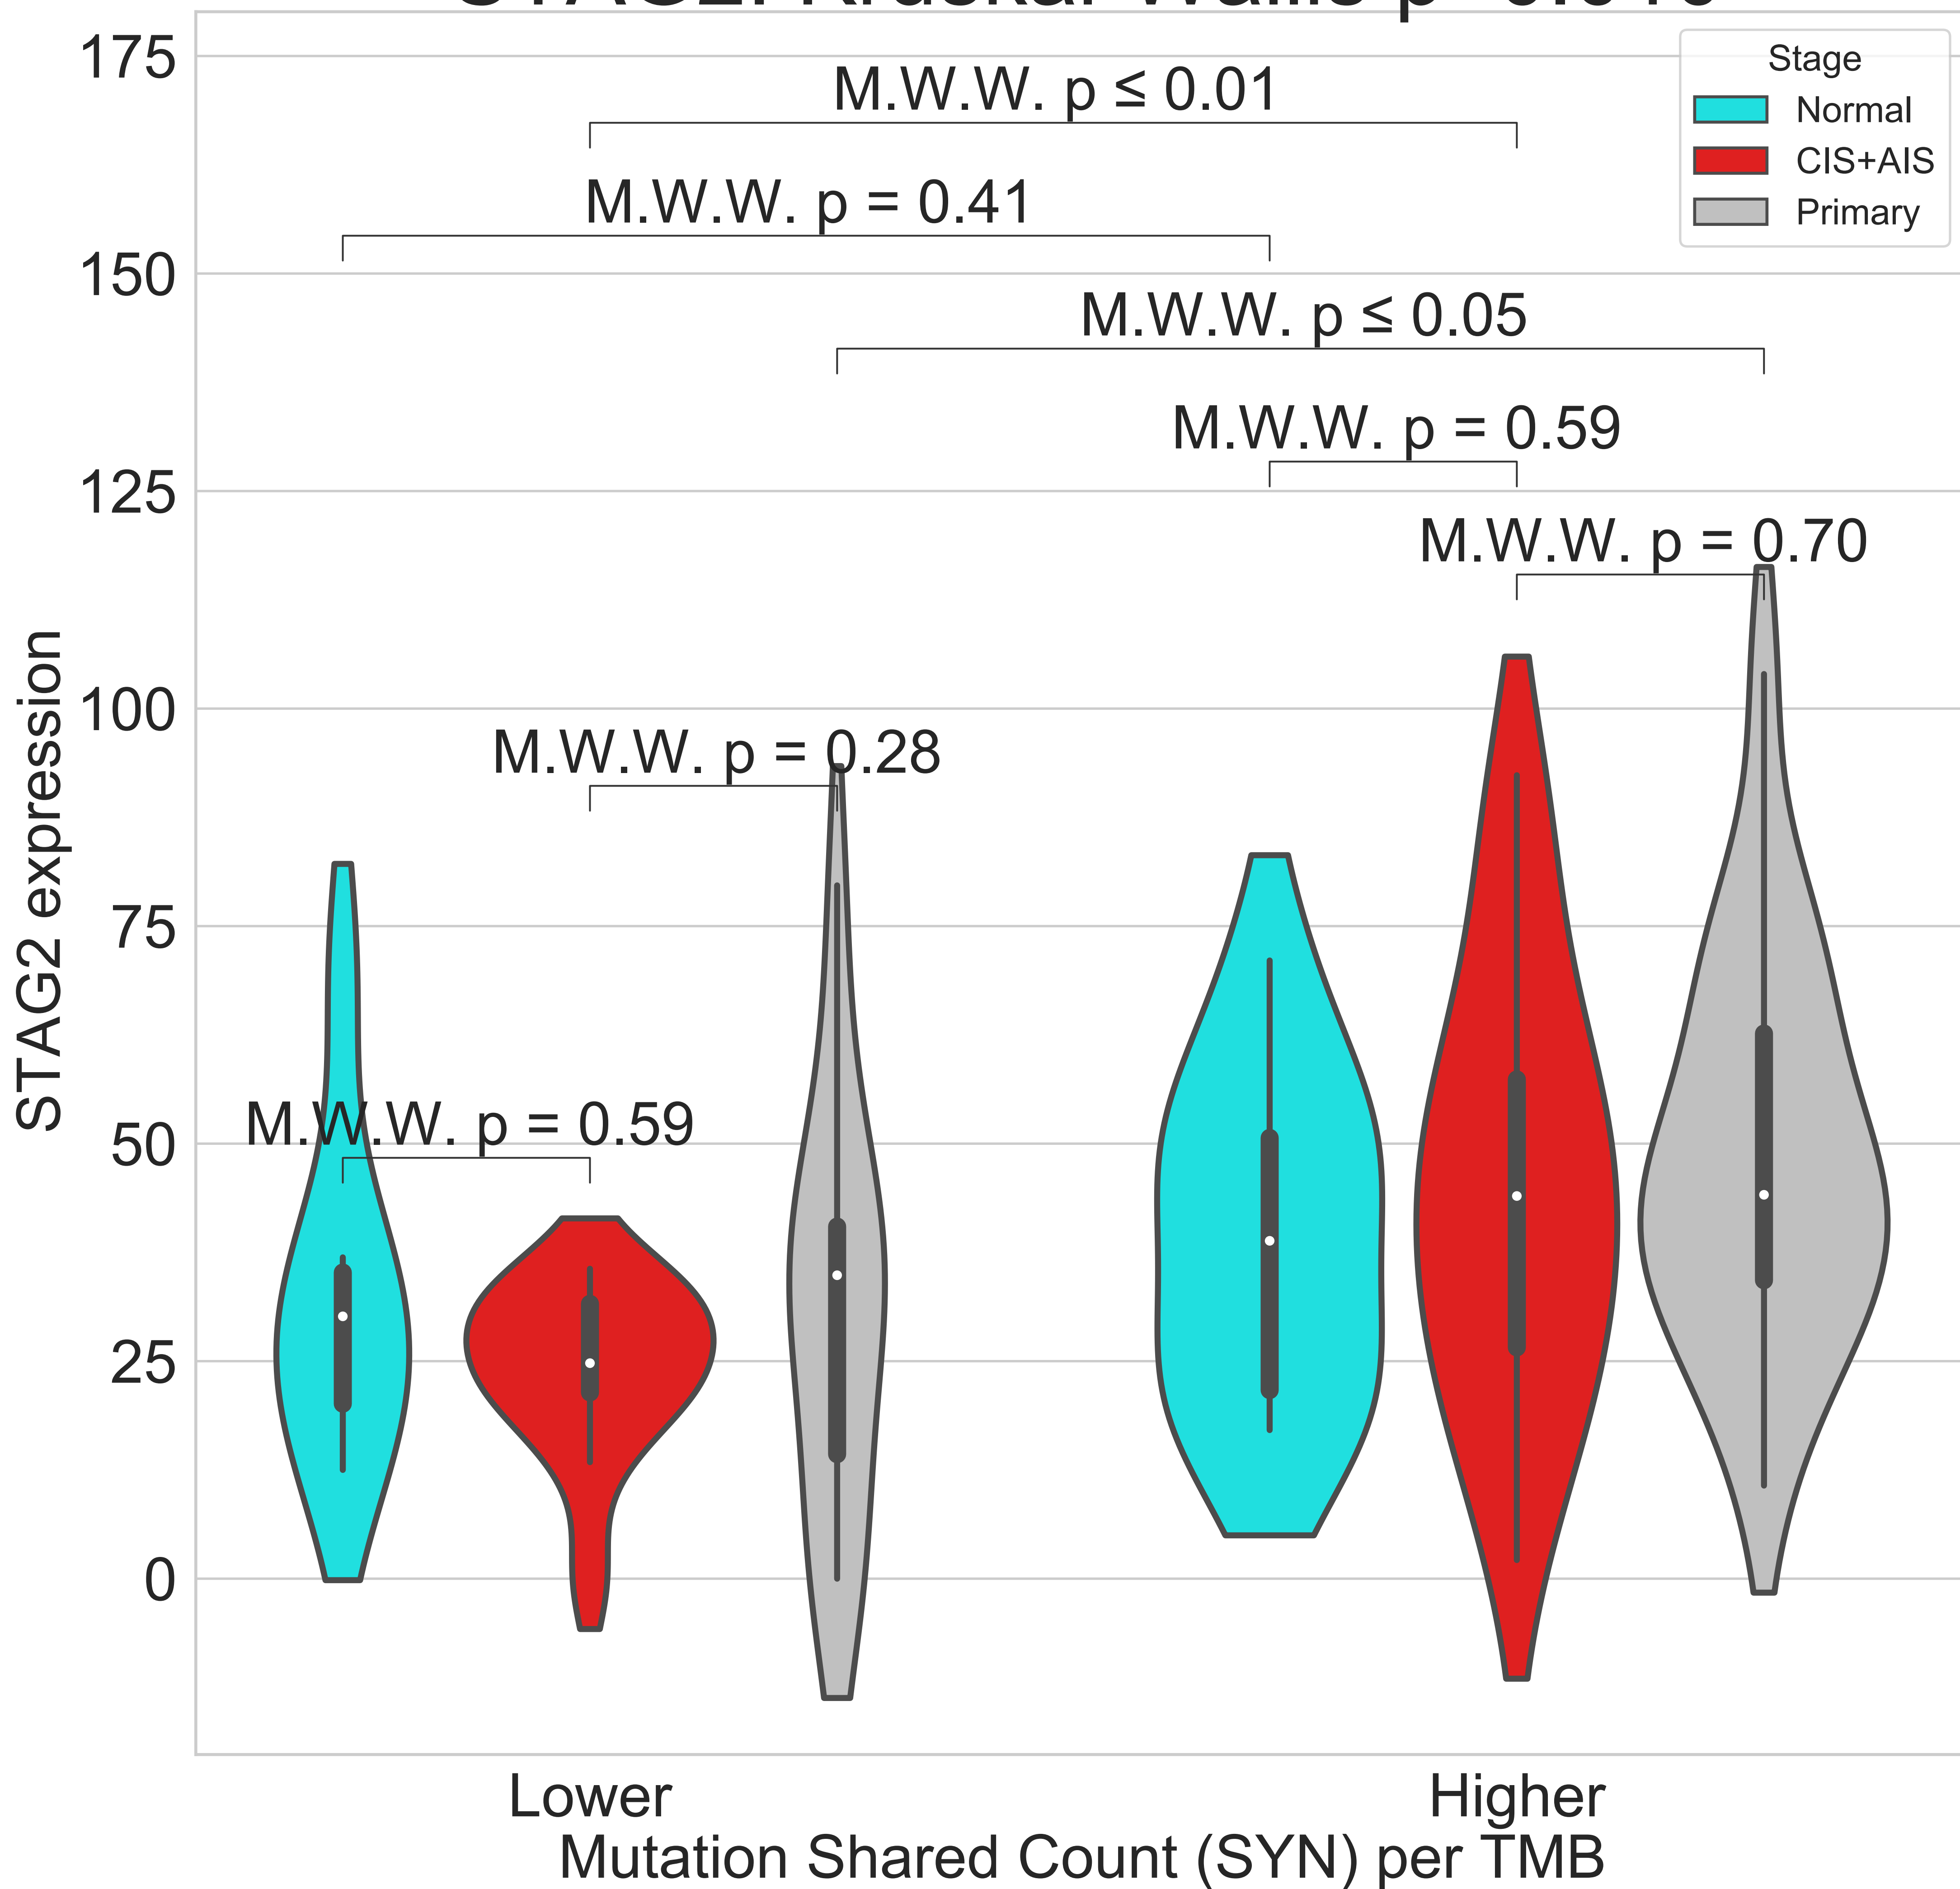 175
150
125
100
75
50
25
0
STAG2 expression
M.W.W. p ≤ 0.01
M.W.W. p = 0.41
M.W.W. p ≤ 0.05
M.W.W. p = 0.59
M.W.W. p = 0.70
M.W.W. p = 0.28
M.W.W. p = 0.59
Stage
Normal
CIS+AIS
Primary
Lower
Higher
Mutation Shared Count (SYN) per TMB